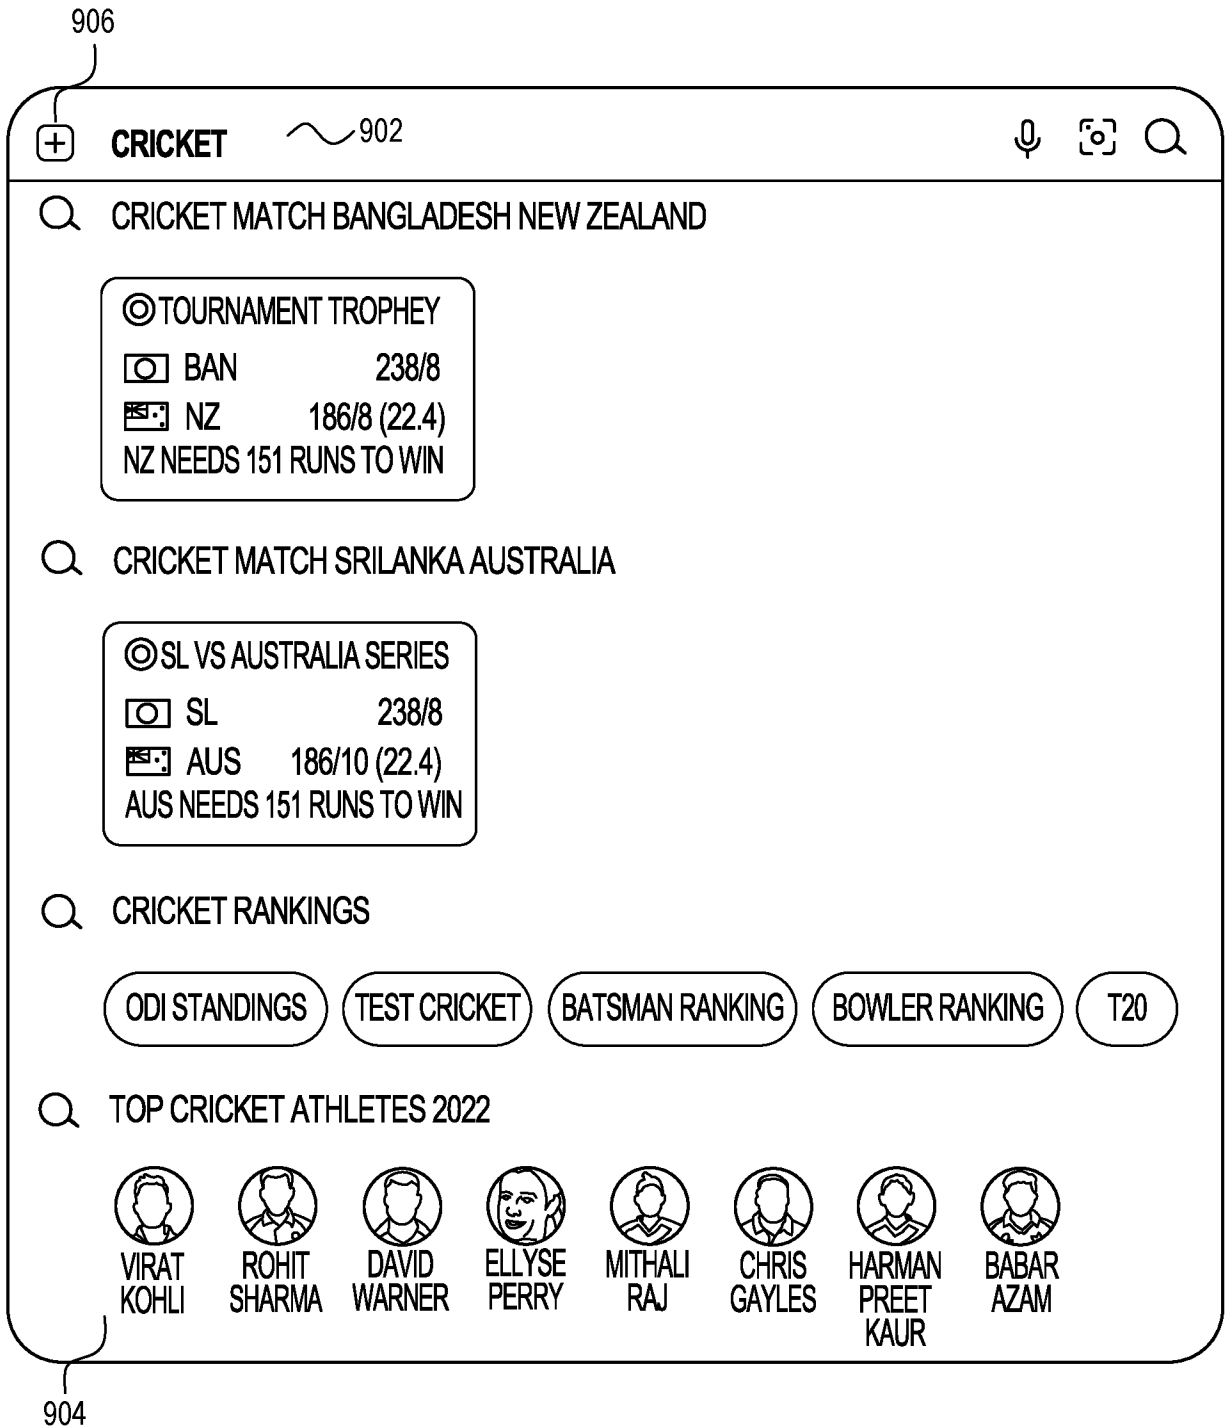 906
CRICKET 902
CRICKET MATCH BANGLADESH NEW ZEALAND
TOURNAMENT TROPHEY
BAN 238/8
NZ 186/8 (22.4)
NZ NEEDS 151 RUNS TO WIN
CRICKET MATCH SRILANKA AUSTRALIA
SL VS AUSTRALIA SERIES
SL 238/8
AUS 186/10 (22.4)
AUS NEEDS 151 RUNS TO WIN
CRICKET RANKINGS
ODI STANDINGS TEST CRICKET BATSMAN RANKING BOWLER RANKING T20
TOP CRICKET ATHLETES 2022
VIRAT ROHIT DAVID ELLYSE MITHALI CHRIS HARMAN BABAR
KOHLI SHARMA WARNER PERRY RAJ GAYLES PREET AZAM
KAUR
904